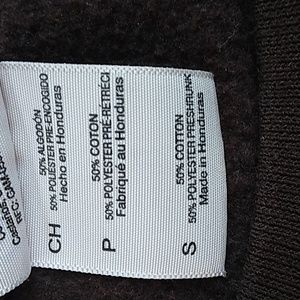 50% ALGODÓN
50% POLIESTER PRE-ENCOGIDO
CH Hecho en Honduras
50% COTON
50% POLYESTER PRÉ-RÉTRÉCI
P Fabriqué au Honduras
50% COTTON
50% POLYESTER PRESHRUNK
S Made in Honduras